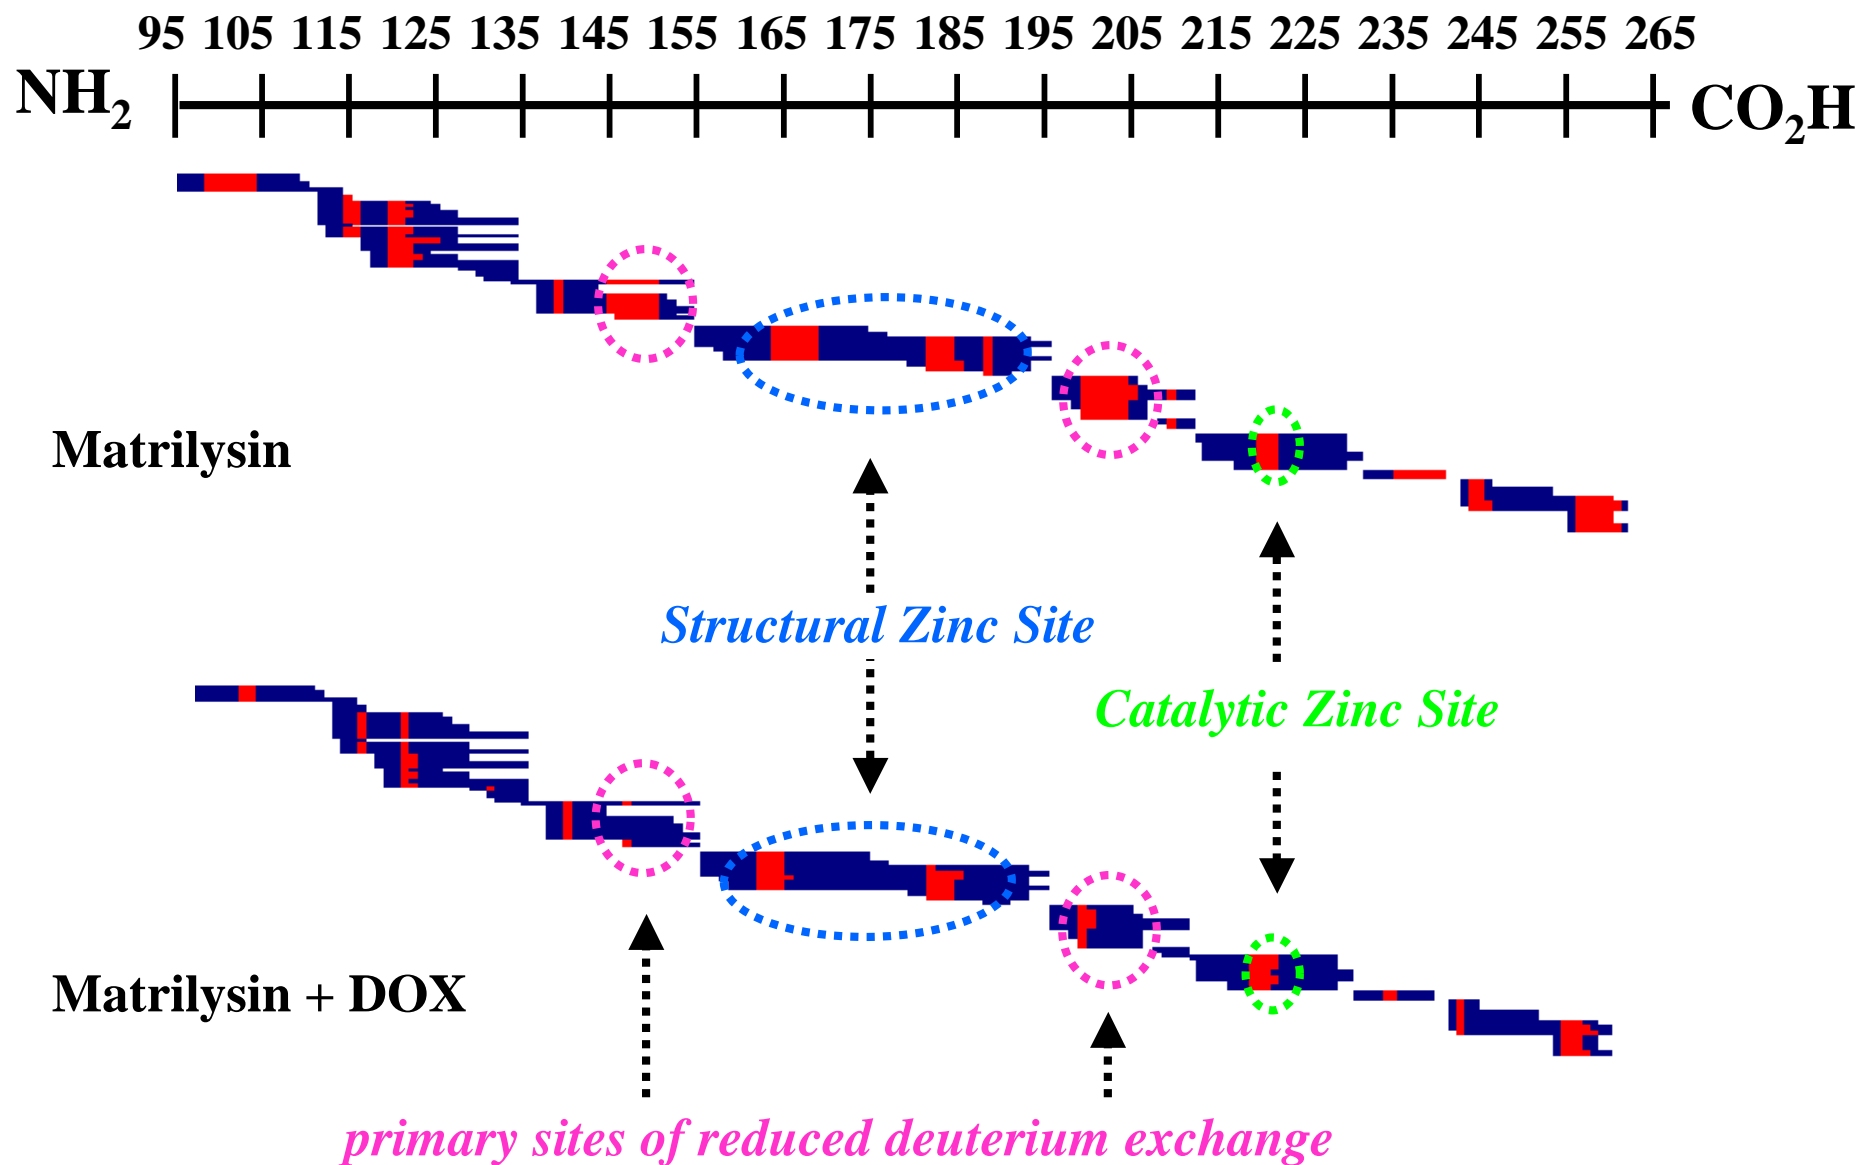 95 105 115 125 135 145 155 165 175 185 195 205 215 225 235 245 255 265
NH2 CO2H
Matrilysin
Structural Zinc Site
Catalytic Zinc Site
Matrilysin + DOX
primary sites of reduced deuterium exchange